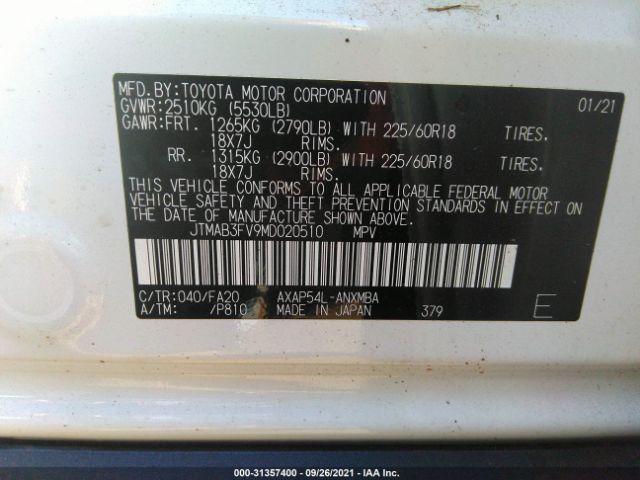 MFD.BY:TOYOTA MOTOR CORPORATION 01/21
GVWR:2510KG (5530LB)
GAWR:FRT. 1265KG (2790LB) WITH 225/60R18 TIRES.
18X7J RIMS.
RR. 1315KG (2900LB) WITH 225/60R18 TIRES.
18X7J RIMS.
THIS VEHICLE CONFORMS TO ALL APPLICABLE FEDERAL MOTOR
VEHICLE SAFETY AND THEFT PREVENTION STANDARDS IN EFFECT ON
THE DATE OF MANUFACTURE SHOWN ABOVE.
JTMAB3FV9MD020510 MPV
C/TR:040/FA20 AXAP54L-ANXMBA
A/TM: /P810 MADE IN JAPAN 379 E
000-31357400 - 09/26/2021 - IAA Inc.